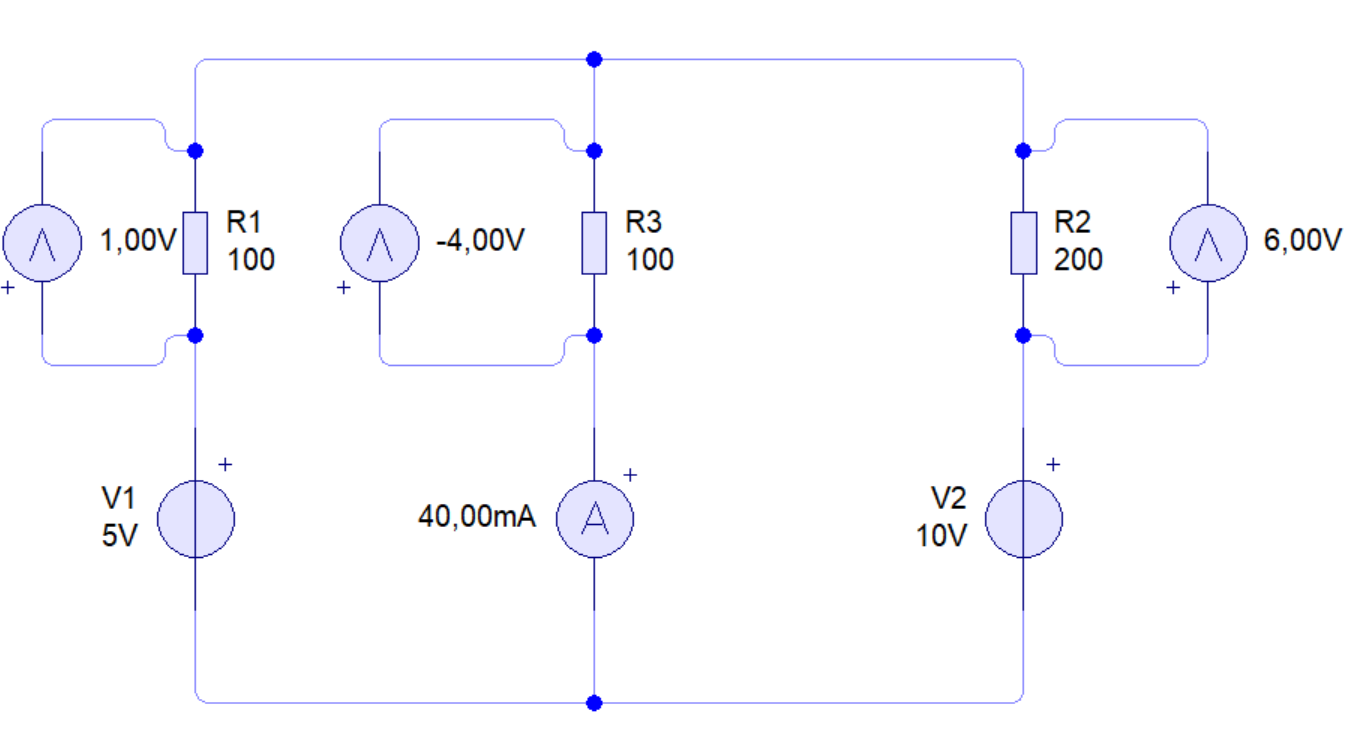 1,00V
R1
100
-4,00V
R3
100
R2
200
6,00V
+
+
+
+
+
+
V1
5V
40,00mA
A
V2
10V